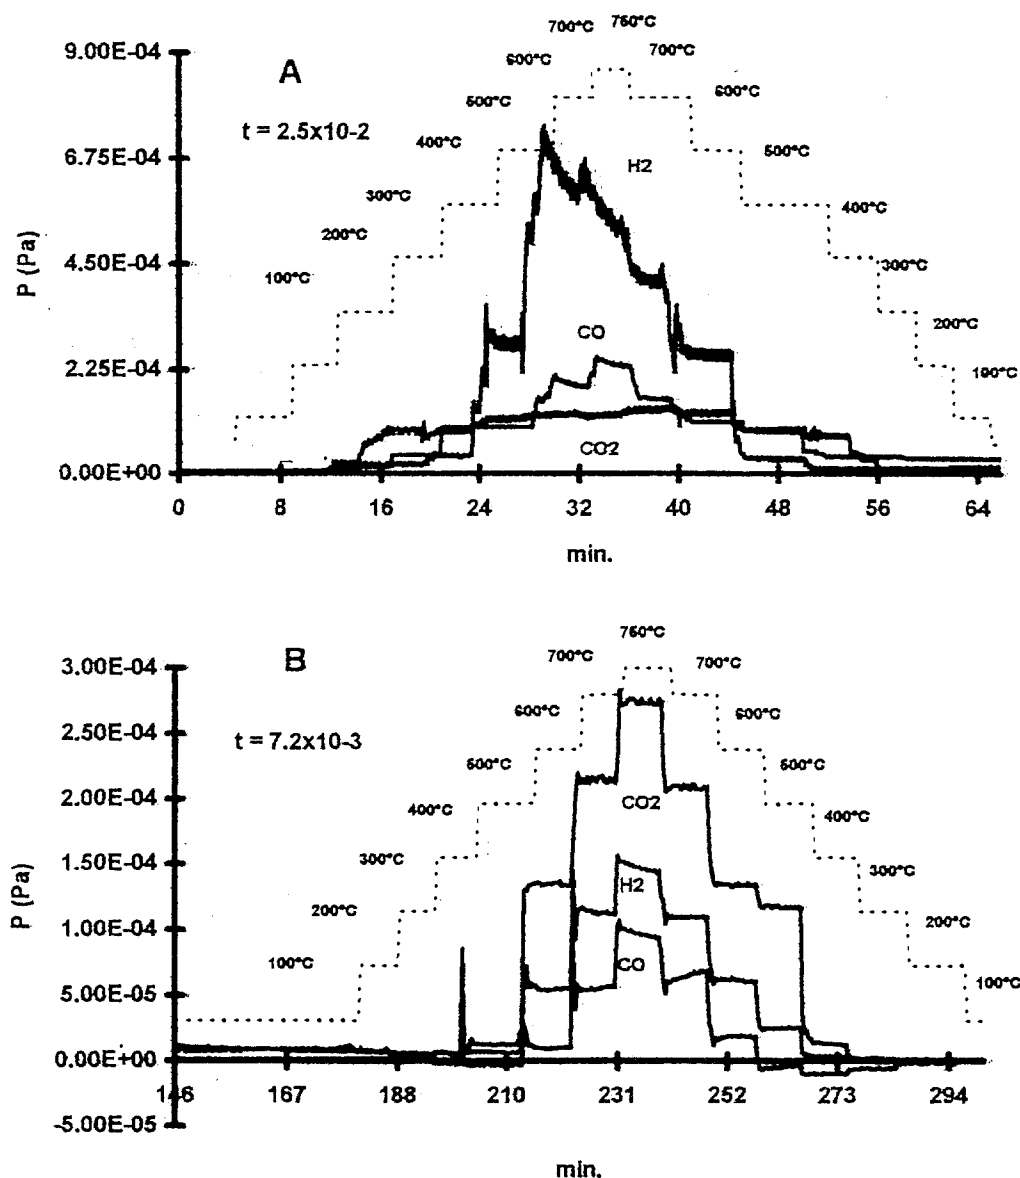 700°C 750°C
9.00E-04 700°C
A 600°C 600°C
500°C
t = 2.5x10-2
400°C 500°C
6.75E-04 H2
300°C 400°C
200°C
P (Pa) 4.50E-04 300°C
100°C
200°C
CO
2.25E-04 100°C
CO2
0.00E+00
0 8 16 24 32 40 48 56 64
min.
750°C
3.00E-04 B 700°C 700°C
2.50E-04 600°C 600°C
t = 7.2x10-3
500°C 500°C
2.00E-04 400°C CO2 400°C
1.50E-04 300°C 300°C
P (Pa) H2
200°C 200°C
1.00E-04
100°C CO 100°C
5.00E-05
0.00E+00
146 167 188 210 231 252 273 294
-5.00E-05
min.